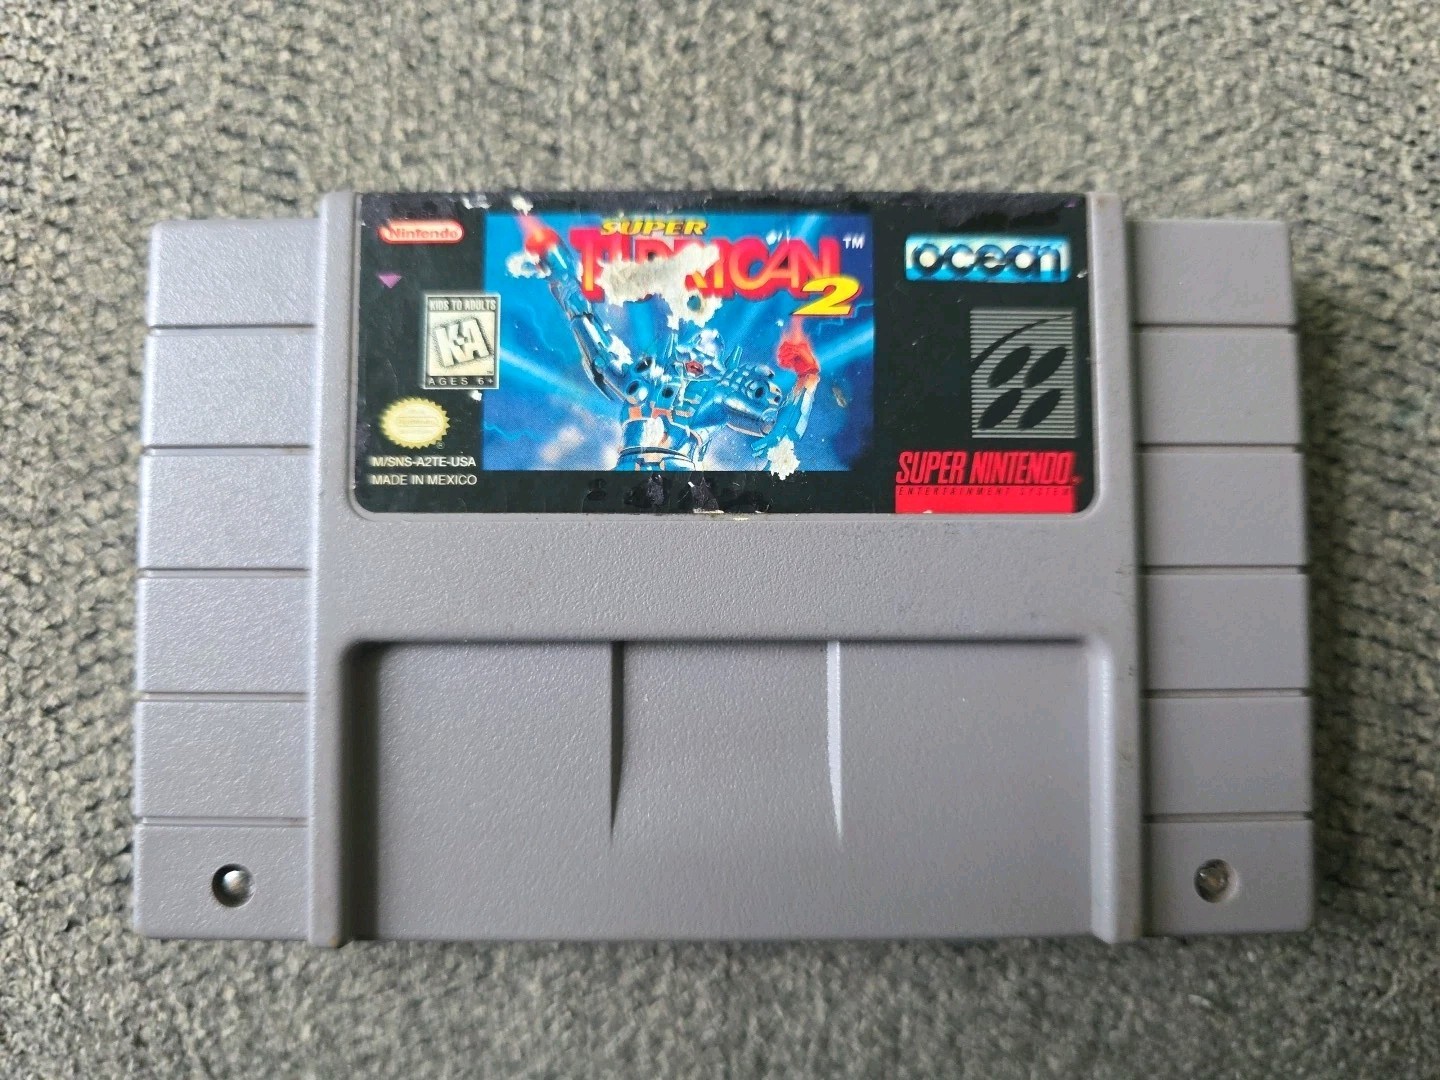 Nintendo
SUPER
TURRICAN
™
2
ocean
KIDS TO ADULTS
K-A
AGES 6+
M/SNS-A2TE-USA
MADE IN MEXICO
SUPER NINTENDO
ENTERTAINMENT SYSTEM